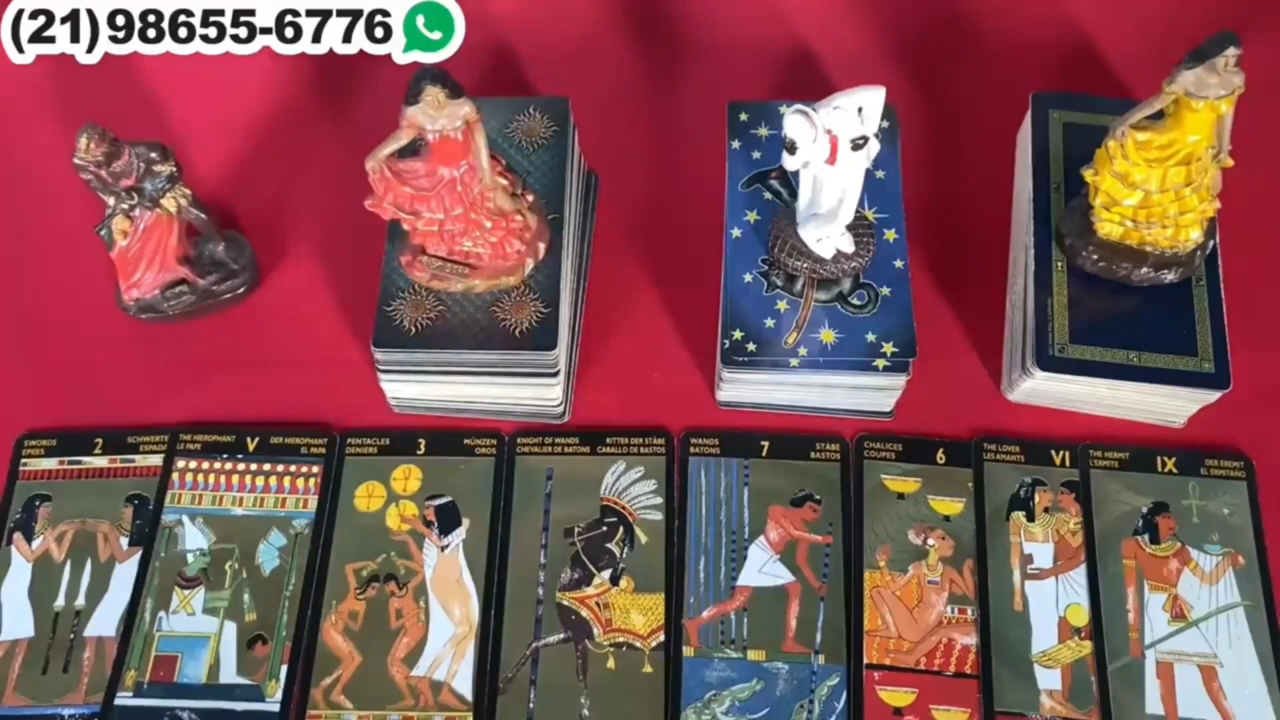 (21)98655-6776
SWORDS
EPEES
2
SCHWERTE
ESPADA
THE HIEROPHANT
LE PAPE
V
DER HIEROPHANT
EL PAPA
PENTACLES
DENIERS
3
MÜNZEN
OROS
KNIGHT OF WANDS
CHEVALIER DE BATONS
RITTER DER STÄBE
CABALLO DE BASTOS
WANDS
BATONS
7
STÄBE
BASTOS
CHALICES
COUPES
6
THE LOVER
LES AMANTS
VI
THE HERMIT
L'ERMITE
IX
DER EREMIT
EL ERMITAÑO